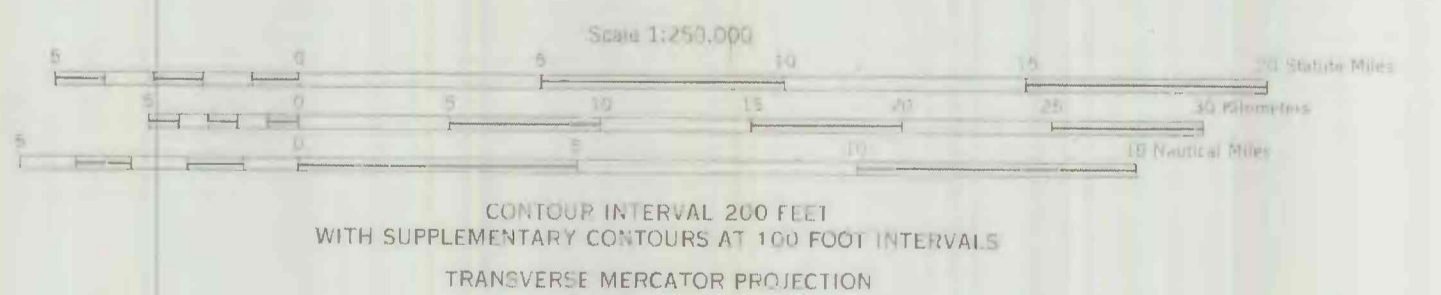 Scale 1:250,000
5 0 5 10 15 20 Statute Miles
5 0 5 10 15 20 25 30 Kilometers
5 0 5 10 15 Nautical Miles
CONTOUR INTERVAL 200 FEET
WITH SUPPLEMENTARY CONTOURS AT 100 FOOT INTERVALS
TRANSVERSE MERCATOR PROJECTION